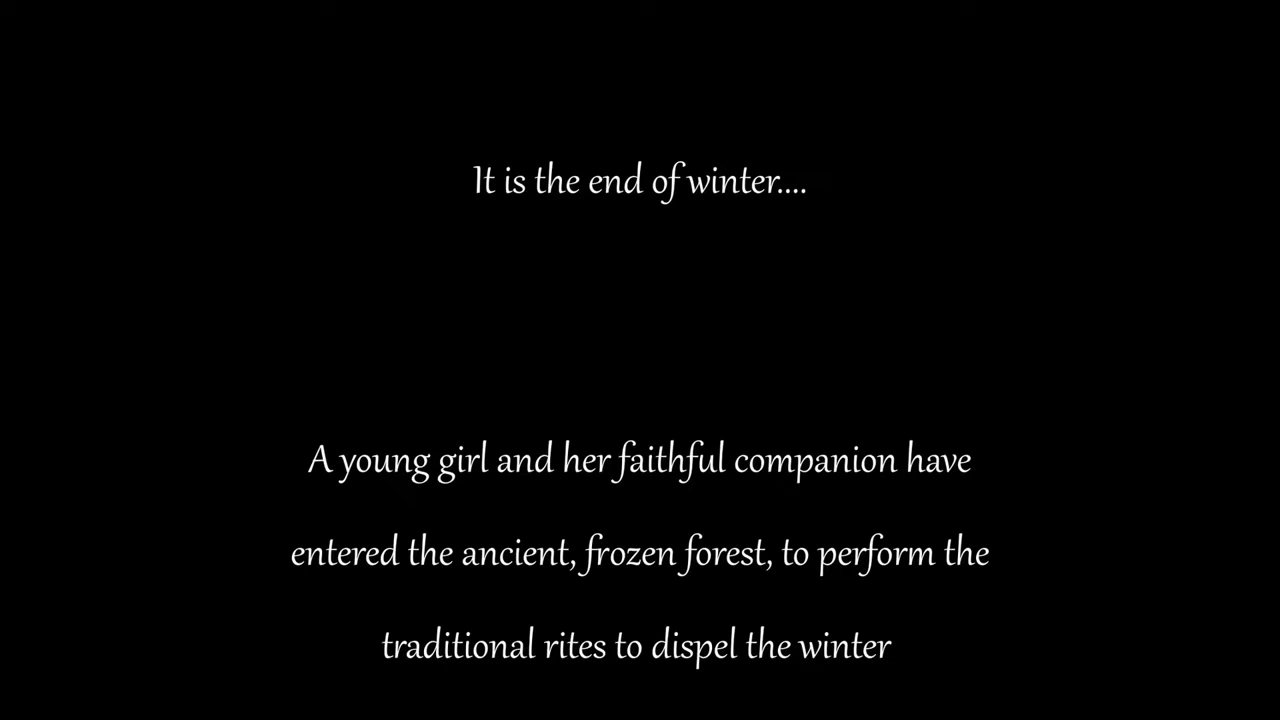 It is the end of winter....
A young girl and her faithful companion have
entered the ancient, frozen forest, to perform the
traditional rites to dispel the winter